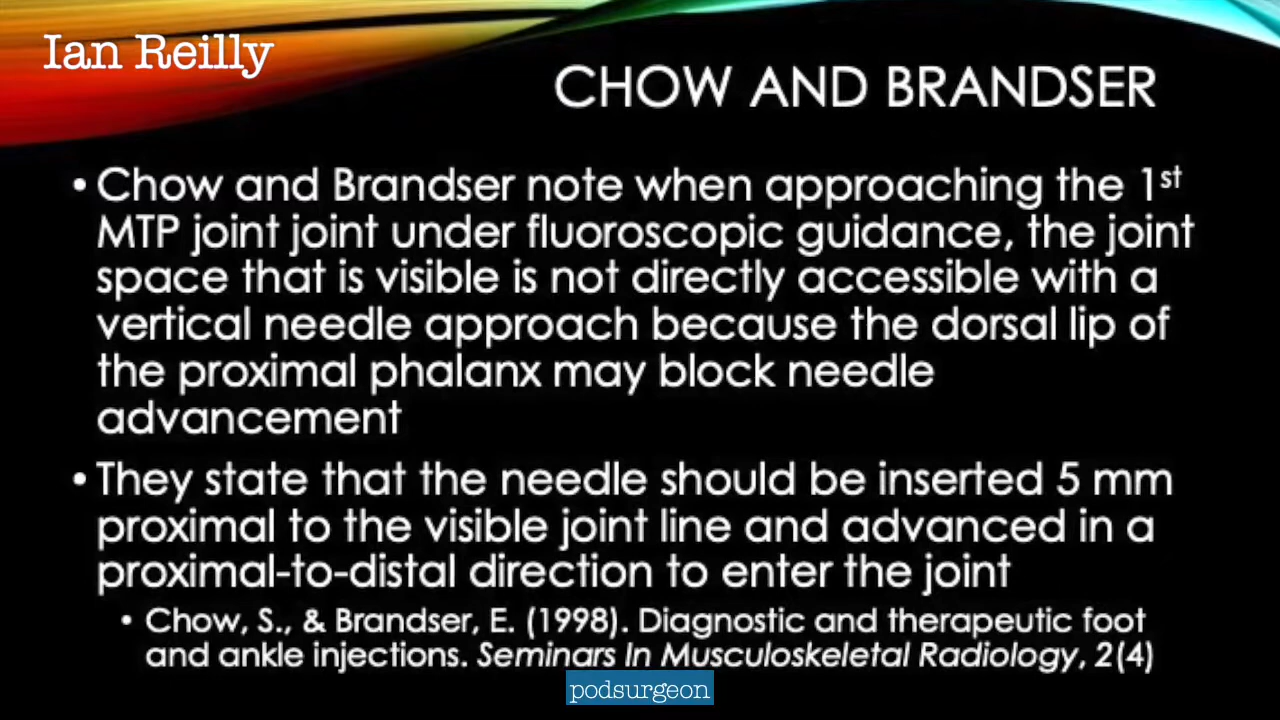 Ian Reilly
CHOW AND BRANDSER
• Chow and Brandser note when approaching the 1st
MTP joint joint under fluoroscopic guidance, the joint
space that is visible is not directly accessible with a
vertical needle approach because the dorsal lip of
the proximal phalanx may block needle
advancement
• They state that the needle should be inserted 5 mm
proximal to the visible joint line and advanced in a
proximal-to-distal direction to enter the joint
• Chow, S., & Brandser, E. (1998). Diagnostic and therapeutic foot
and ankle injections. Seminars In Musculoskeletal Radiology, 2(4)
podsurgeon